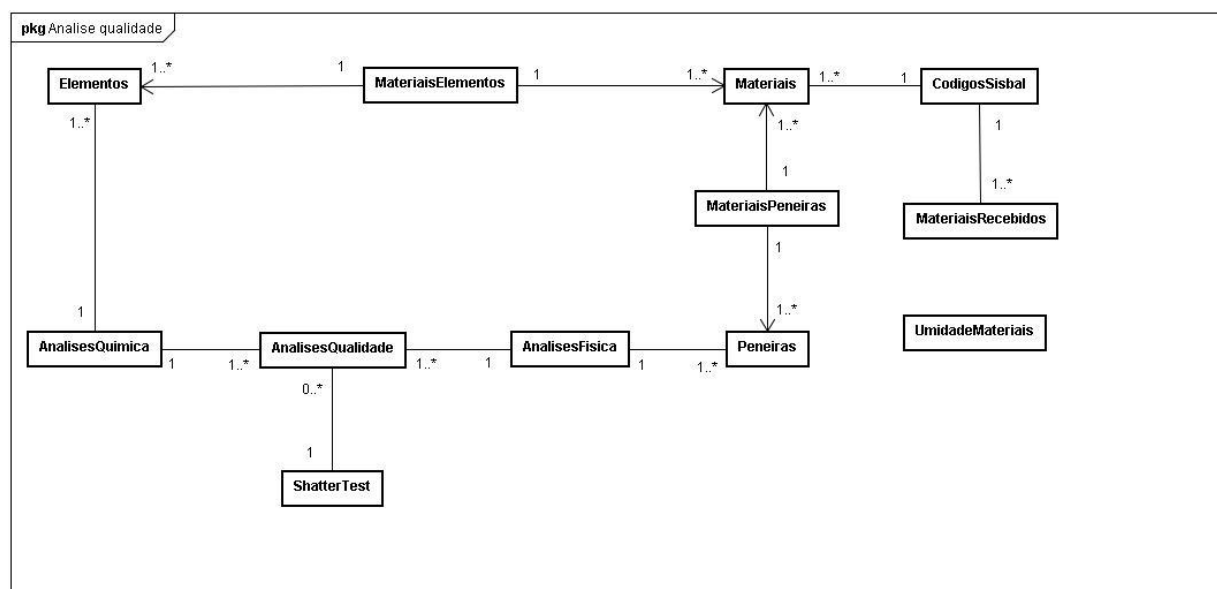 pkg Analise qualidade
1..* 1 1 1..* 1..* 1
Elementos MateriaisElementos Materiais CodigosSisbal
1..* 1..* 1
1 1..*
MateriaisPeneiras MateriaisRecebidos
1
1 1..*
AnalisesQuimica AnalisesQualidade AnalisesFisica Peneiras UmidadeMateriais
1 1..* 1..* 1 1 1..*
0..*
1
ShatterTest